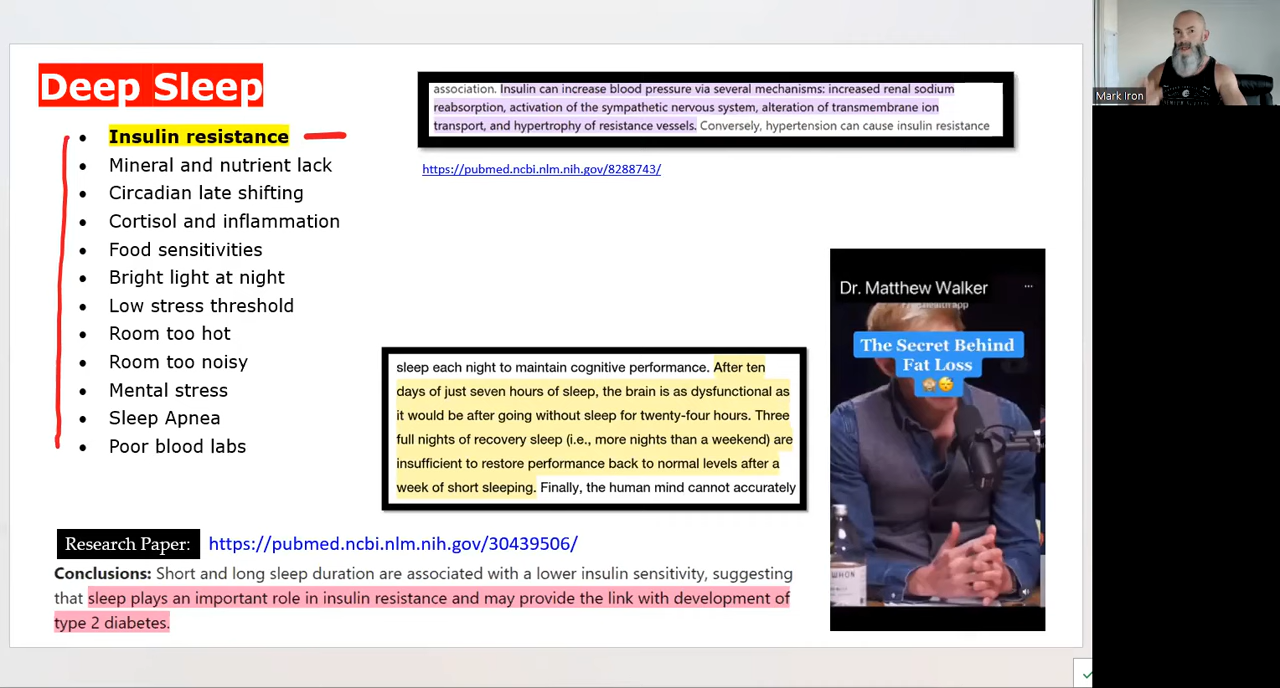 Deep Sleep
• Insulin resistance
• Mineral and nutrient lack
• Circadian late shifting
• Cortisol and inflammation
• Food sensitivities
• Bright light at night
• Low stress threshold
• Room too hot
• Room too noisy
• Mental stress
• Sleep Apnea
• Poor blood labs
association. Insulin can increase blood pressure via several mechanisms: increased renal sodium
reabsorption, activation of the sympathetic nervous system, alteration of transmembrane ion
transport, and hypertrophy of resistance vessels. Conversely, hypertension can cause insulin resistance
https://pubmed.ncbi.nlm.nih.gov/8288743/
sleep each night to maintain cognitive performance. After ten
days of just seven hours of sleep, the brain is as dysfunctional as
it would be after going without sleep for twenty-four hours. Three
full nights of recovery sleep (i.e., more nights than a weekend) are
insufficient to restore performance back to normal levels after a
week of short sleeping. Finally, the human mind cannot accurately
Dr. Matthew Walker
The Secret Behind
Fat Loss
🙈😴
Research Paper: https://pubmed.ncbi.nlm.nih.gov/30439506/
Conclusions: Short and long sleep duration are associated with a lower insulin sensitivity, suggesting
that sleep plays an important role in insulin resistance and may provide the link with development of
type 2 diabetes.
Mark Iron